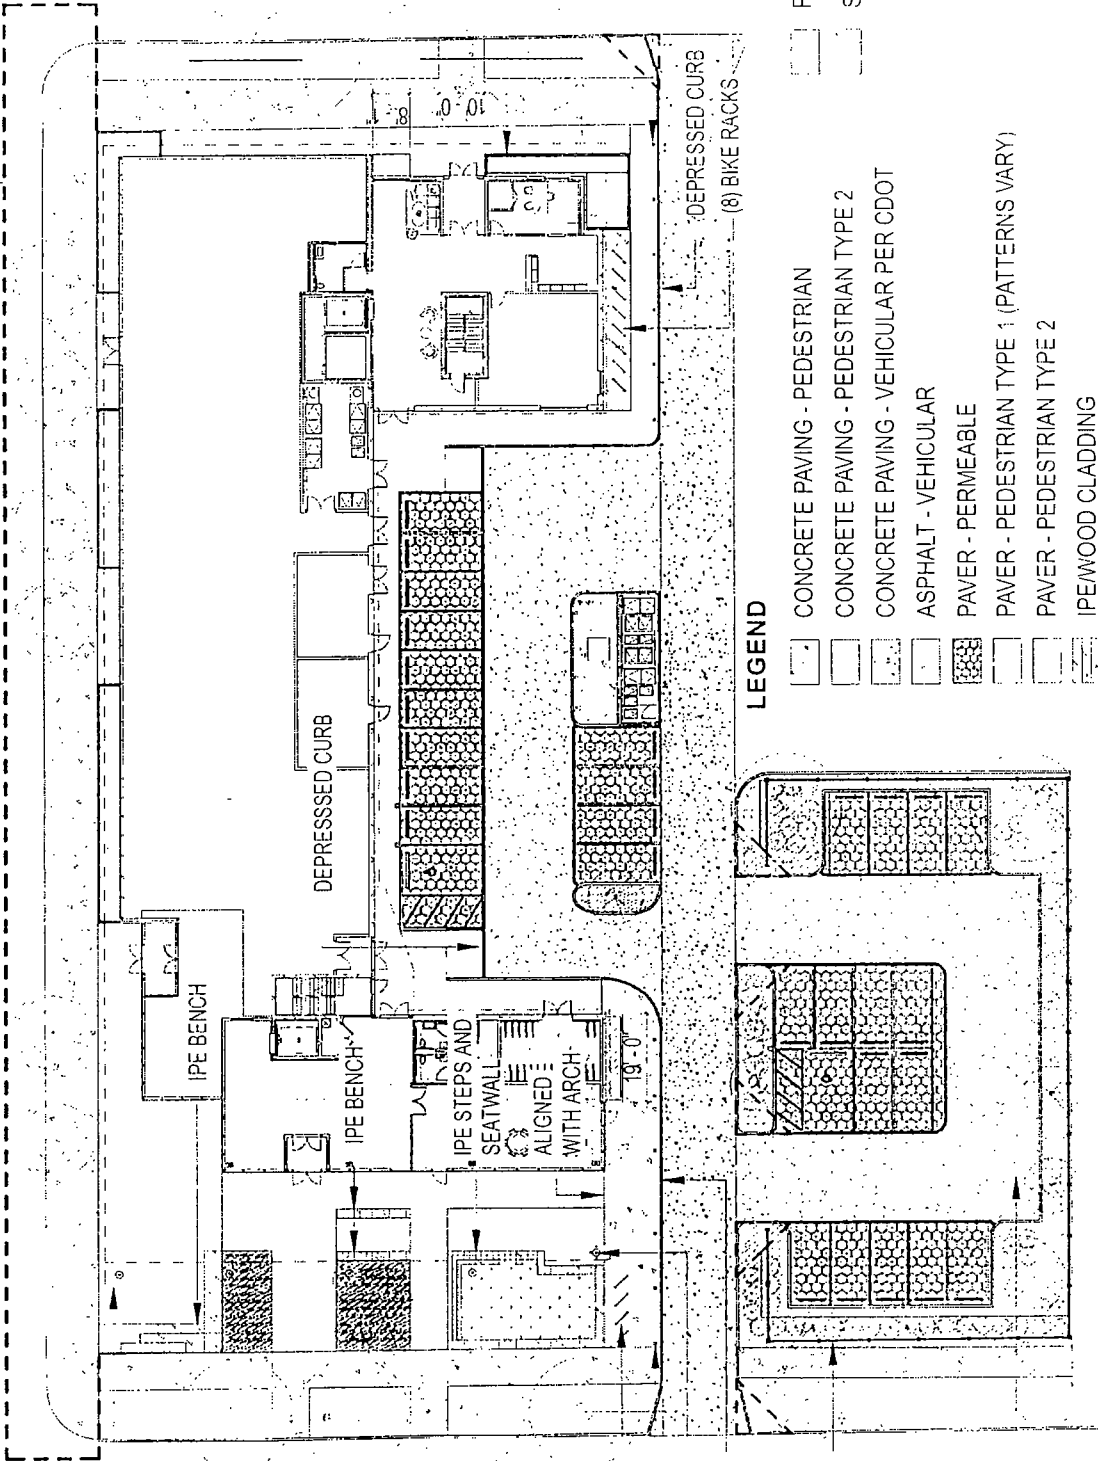 DEPRESSED CURB
(8) BIKE RACKS
8'
10' - 0"
DEPRESSSED CURB
IPE BENCH
IPE BENCH
IPE STEPS AND
SEATWALL
ALIGNED
WITH ARCH
19' - 0"
LEGEND
CONCRETE PAVING - PEDESTRIAN
CONCRETE PAVING - PEDESTRIAN TYPE 2
CONCRETE PAVING - VEHICULAR PER CDOT
ASPHALT - VEHICULAR
PAVER - PERMEABLE
PAVER - PEDESTRIAN TYPE 1 (PATTERNS VARY)
PAVER - PEDESTRIAN TYPE 2
IPE/WOOD CLADDING